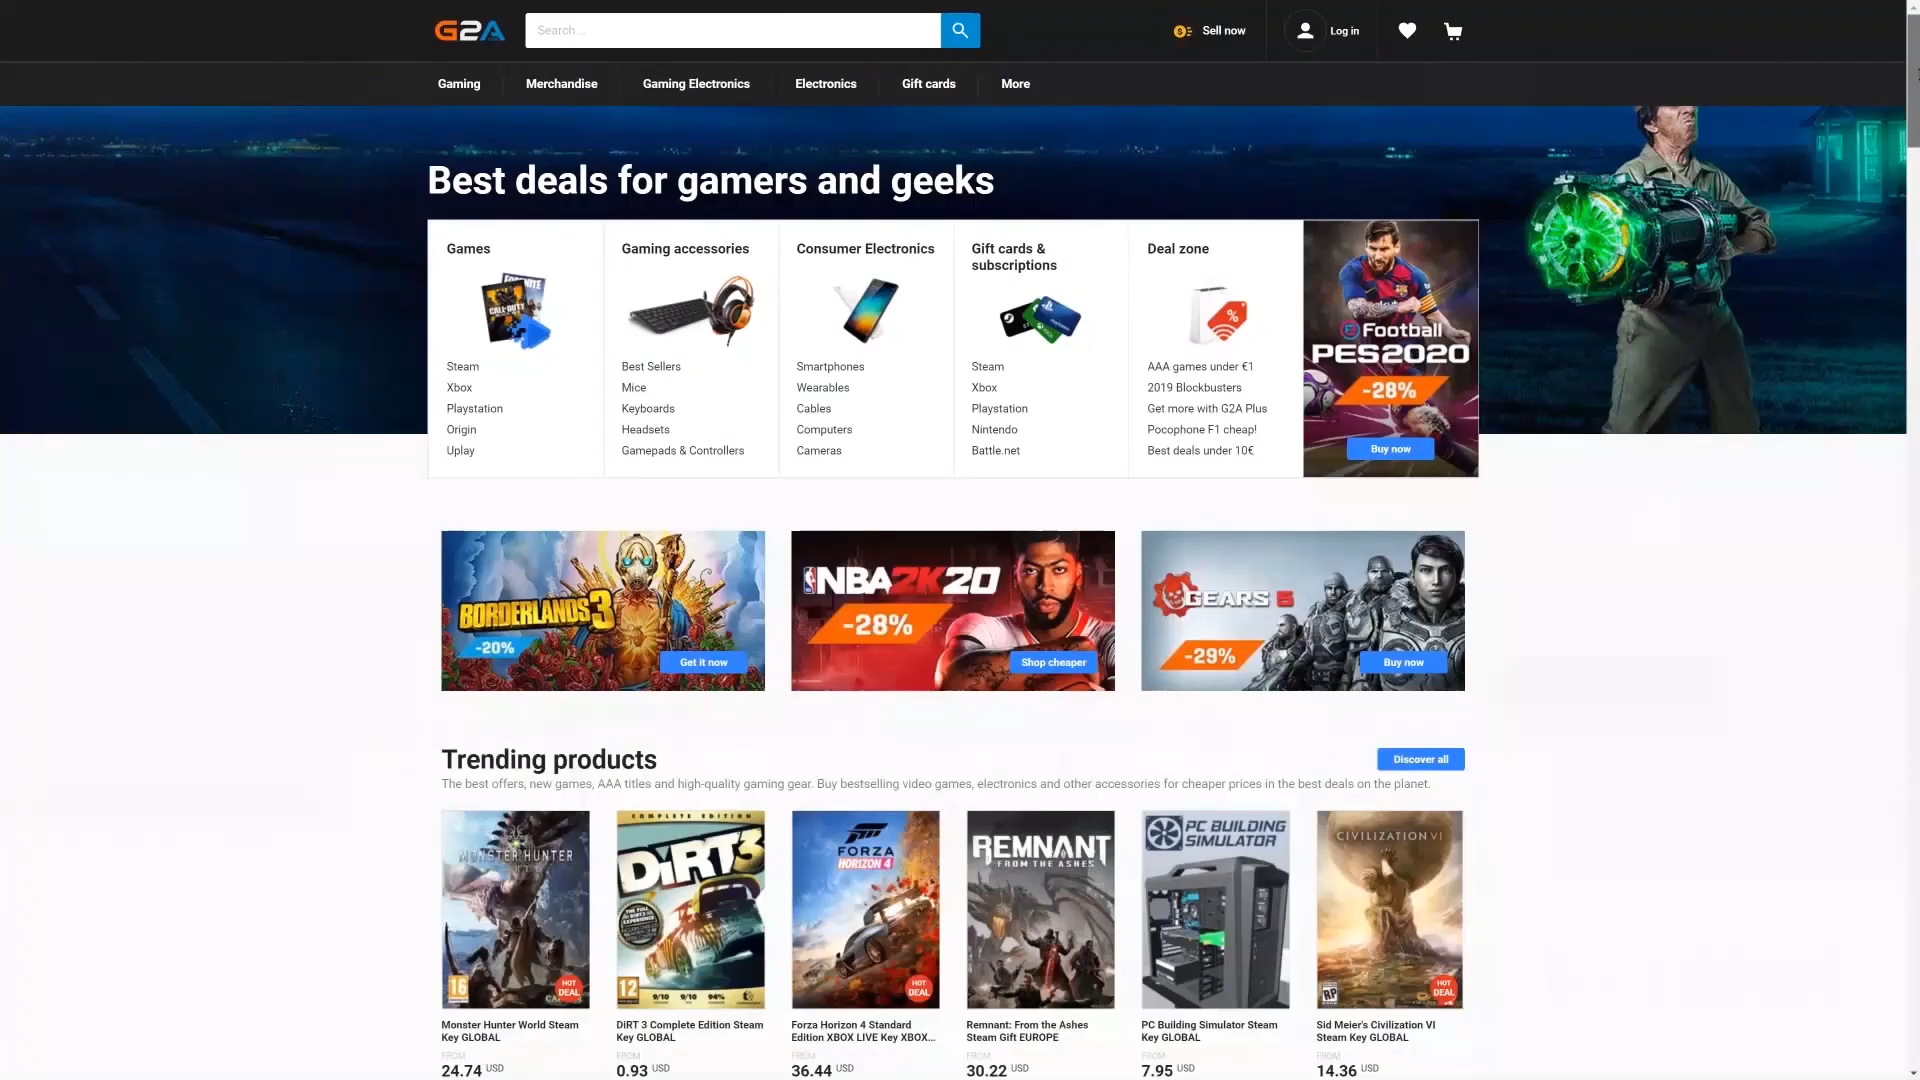 G2A
Search ...
Sell now
Log in
Gaming
Merchandise
Gaming Electronics
Electronics
Gift cards
More
Best deals for gamers and geeks
Games
Steam
Xbox
Playstation
Origin
Uplay
Gaming accessories
Best Sellers
Mice
Keyboards
Headsets
Gamepads & Controllers
Consumer Electronics
Smartphones
Wearables
Cables
Computers
Cameras
Gift cards &
subscriptions
Steam
Xbox
Playstation
Nintendo
Battle.net
Deal zone
%
AAA games under €1
2019 Blockbusters
Get more with G2A Plus
Pocophone F1 cheap!
Best deals under 10€
Football
PES2020
-28%
Buy now
BORDERLANDS 3
-20%
Get it now
NBA 2K20
-28%
Shop cheaper
GEARS 5
-29%
Buy now
Trending products
Discover all
The best offers, new games, AAA titles and high-quality gaming gear. Buy bestselling video games, electronics and other accessories for cheaper prices in the best deals on the planet.
MONSTER HUNTER
16
HOT
DEAL
Monster Hunter World Steam
Key GLOBAL
FROM
24.74 USD
COMPLETE EDITION
DiRT3
12
9/10
9/10
94%
DiRT 3 Complete Edition Steam
Key GLOBAL
FROM
0.93 USD
FORZA
HORIZON 4
HOT
DEAL
Forza Horizon 4 Standard
Edition XBOX LIVE Key XBOX...
FROM
36.44 USD
REMNANT
FROM THE ASHES
Remnant: From the Ashes
Steam Gift EUROPE
FROM
30.22 USD
PC BUILDING
SIMULATOR
PC Building Simulator Steam
Key GLOBAL
FROM
7.95 USD
CIVILIZATION VI
RP
HOT
DEAL
Sid Meier's Civilization VI
Steam Key GLOBAL
FROM
14.36 USD